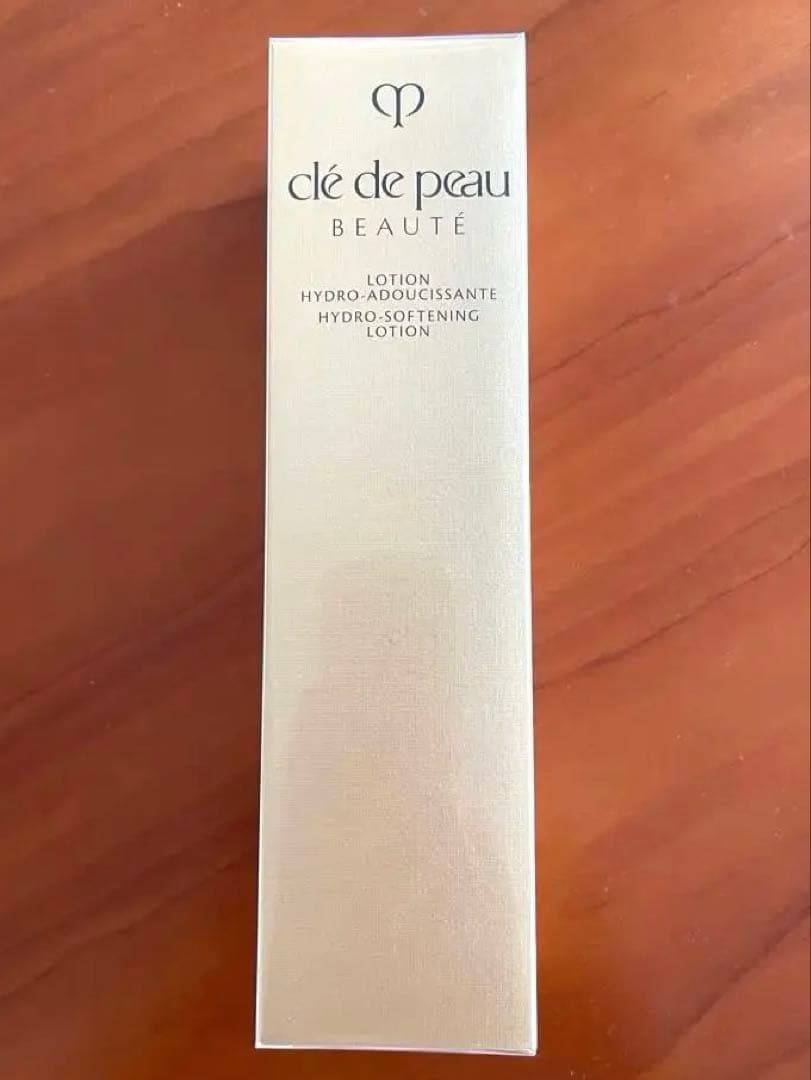 clé de peau
BEAUTÉ
LOTION
HYDRO-ADOUCISSANTE
HYDRO-SOFTENING
LOTION